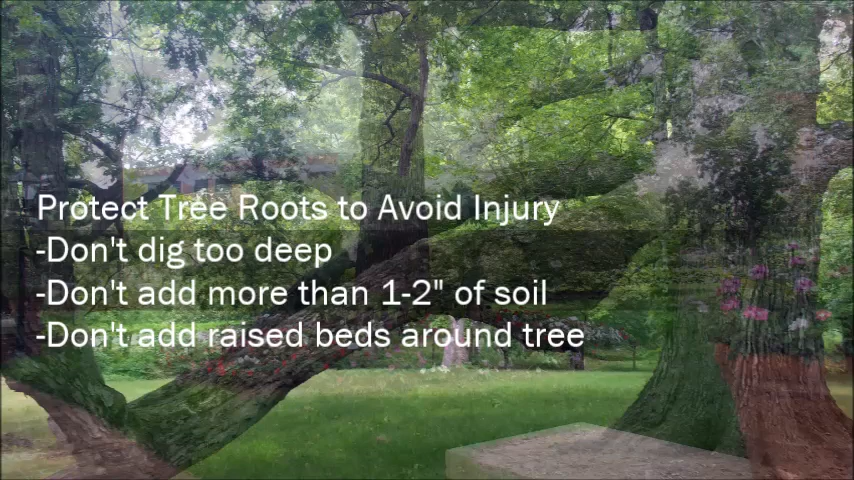 Protect Tree Roots to Avoid Injury
-Don't dig too deep
-Don't add more than 1-2" of soil
-Don't add raised beds around tree